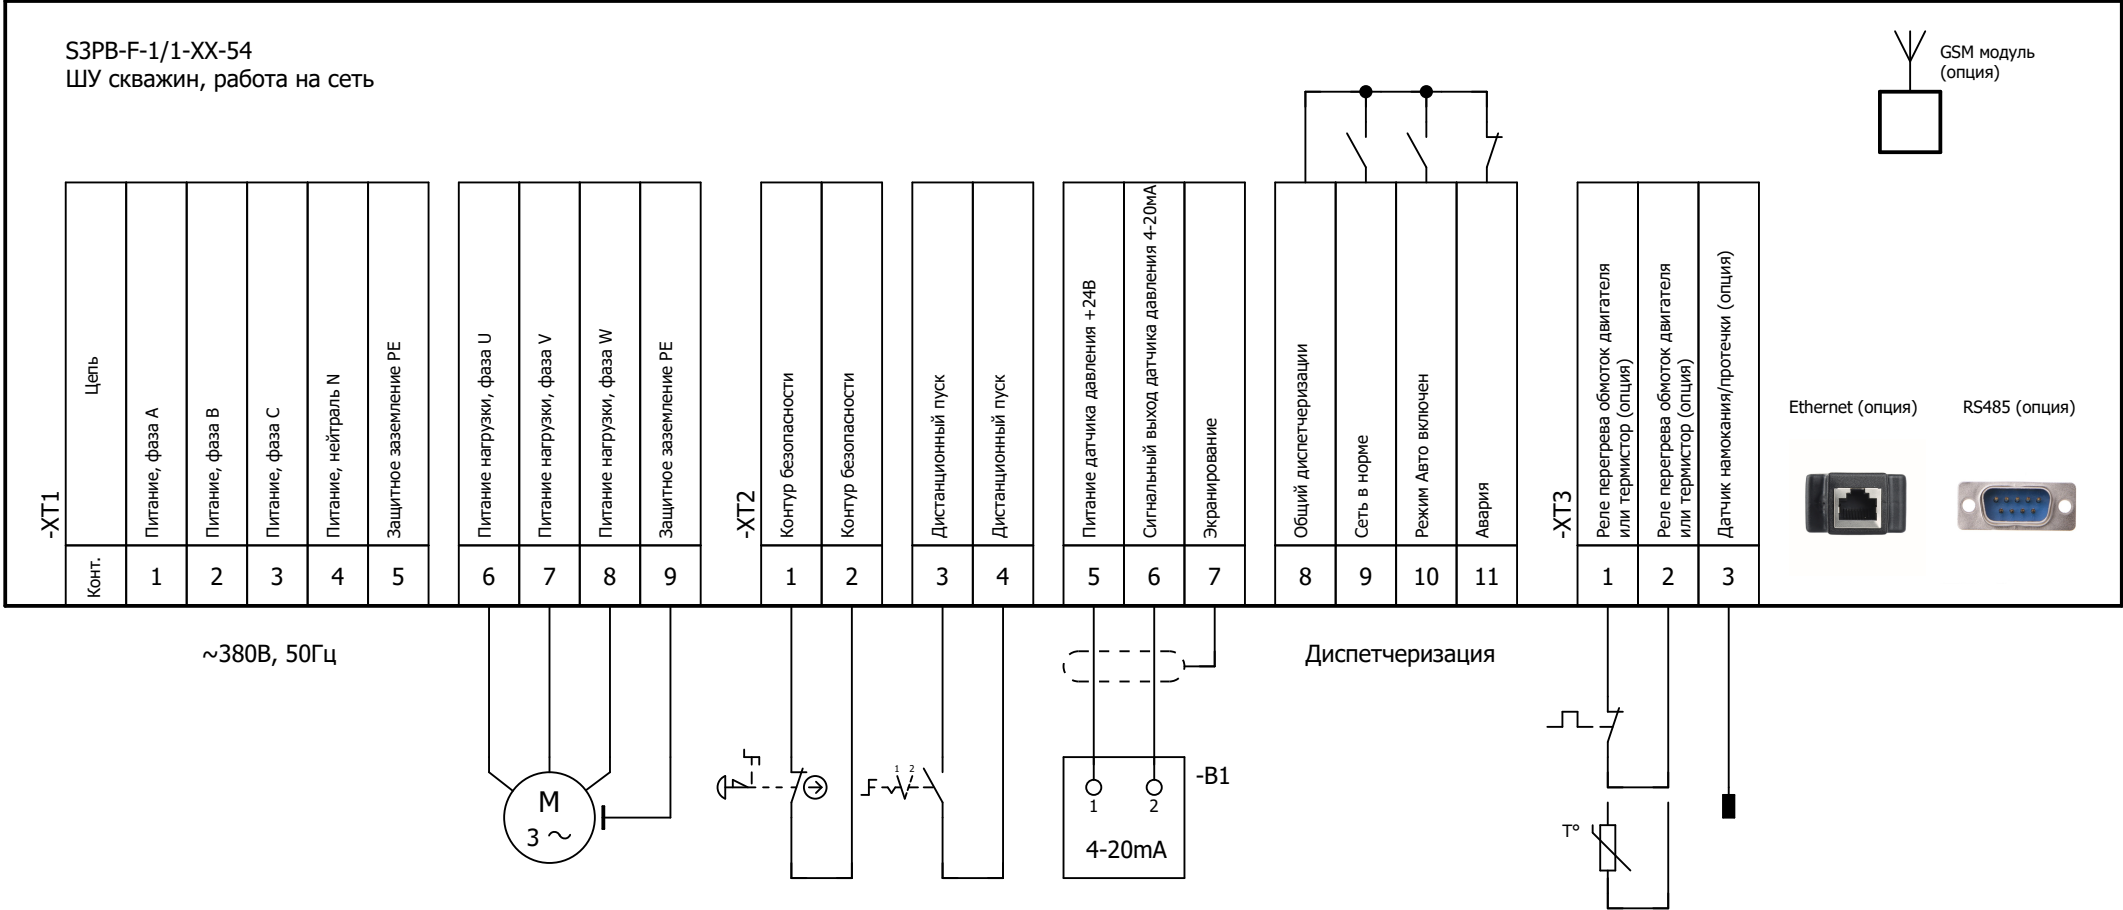 S3PB-F-1/1-XX-54
ШУ скважин, работа на сеть
GSM модуль
(опция)
-XT1
Цепь
Питание, фаза A
Питание, фаза B
Питание, фаза C
Питание, нейтраль N
Защитное заземление PE
Питание нагрузки, фаза U
Питание нагрузки, фаза V
Питание нагрузки, фаза W
Защитное заземление PE
-XT2
Контур безопасности
Контур безопасности
Дистанционный пуск
Дистанционный пуск
Питание датчика давления +24В
Сигнальный выход датчика давления 4-20мА
Экранирование
Общий диспетчеризации
Сеть в норме
Режим Авто включен
Авария
-XT3
Реле перегрева обмоток двигателя
или термистор (опция)
Реле перегрева обмоток двигателя
или термистор (опция)
Датчик намокания/протечки (опция)
Ethernet (опция)
RS485 (опция)
Конт.
1
2
3
4
5
6
7
8
9
1
2
3
4
5
6
7
8
9
10
11
1
2
3
~380В, 50Гц
Диспетчеризация
M
3 ~
1 2
-B1
1
2
4-20mA
T°